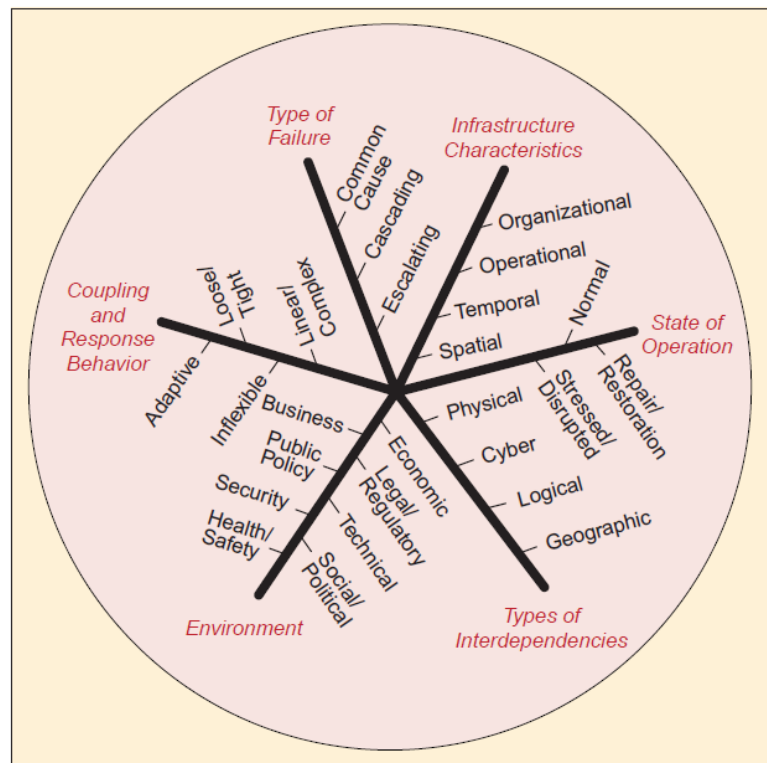 Type of
Failure
Common
Cause
Cascading
Escalating
Infrastructure
Characteristics
Organizational
Operational
Temporal
Spatial
State of
Operation
Normal
Repair/
Restoration
Stressed/
Disrupted
Physical
Cyber
Logical
Geographic
Types of
Interdependencies
Economic
Legal/
Regulatory
Technical
Social/
Political
Business
Public
Policy
Security
Health/
Safety
Environment
Coupling
and
Response
Behavior
Loose/
Tight
Linear/
Complex
Adaptive
Inflexible